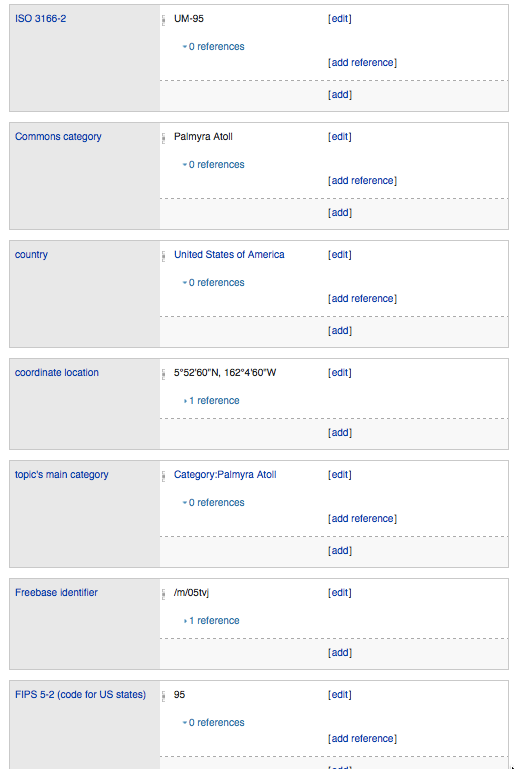 ISO 3166-2 UM-95 [edit]
0 references
[add reference]
[add]
Commons category Palmyra Atoll [edit]
0 references
[add reference]
[add]
country United States of America [edit]
0 references
[add reference]
[add]
coordinate location 5°52'60"N, 162°4'60"W [edit]
1 reference
[add]
topic's main category Category:Palmyra Atoll [edit]
0 references
[add reference]
[add]
Freebase identifier /m/05tvj [edit]
1 reference
[add]
FIPS 5-2 (code for US states) 95 [edit]
0 references
[add reference]
[add]